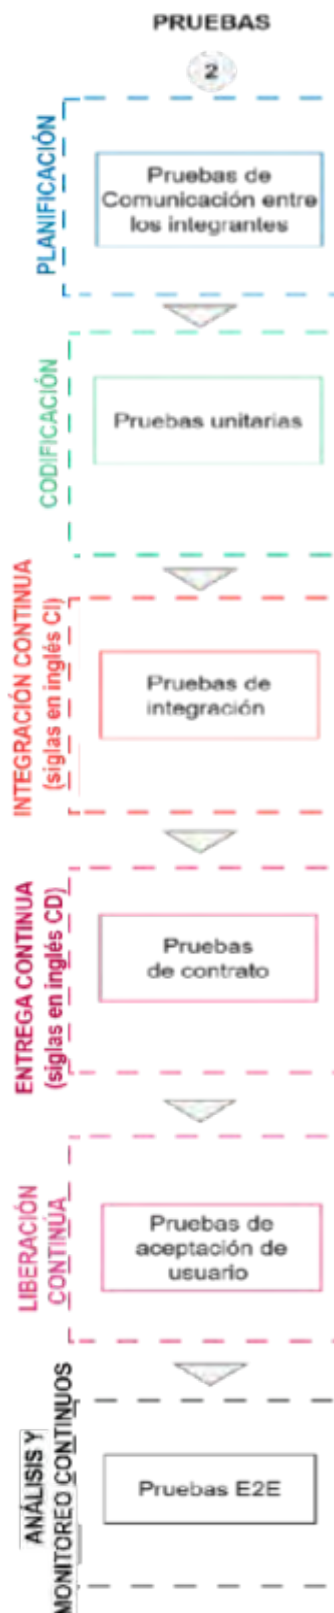 PRUEBAS
2
PLANIFICACIÓN
Pruebas de
Comunicación entre
los integrantes
CODIFICACIÓN
Pruebas unitarias
INTEGRACIÓN CONTINUA
(siglas en inglés CI)
Pruebas de
integración
ENTREGA CONTINUA
(siglas en inglés CD)
Pruebas
de contrato
LIBERACIÓN
CONTINUA
Pruebas de
aceptación de
usuario
ANÁLISIS Y
MONITOREO CONTINUOS
Pruebas E2E